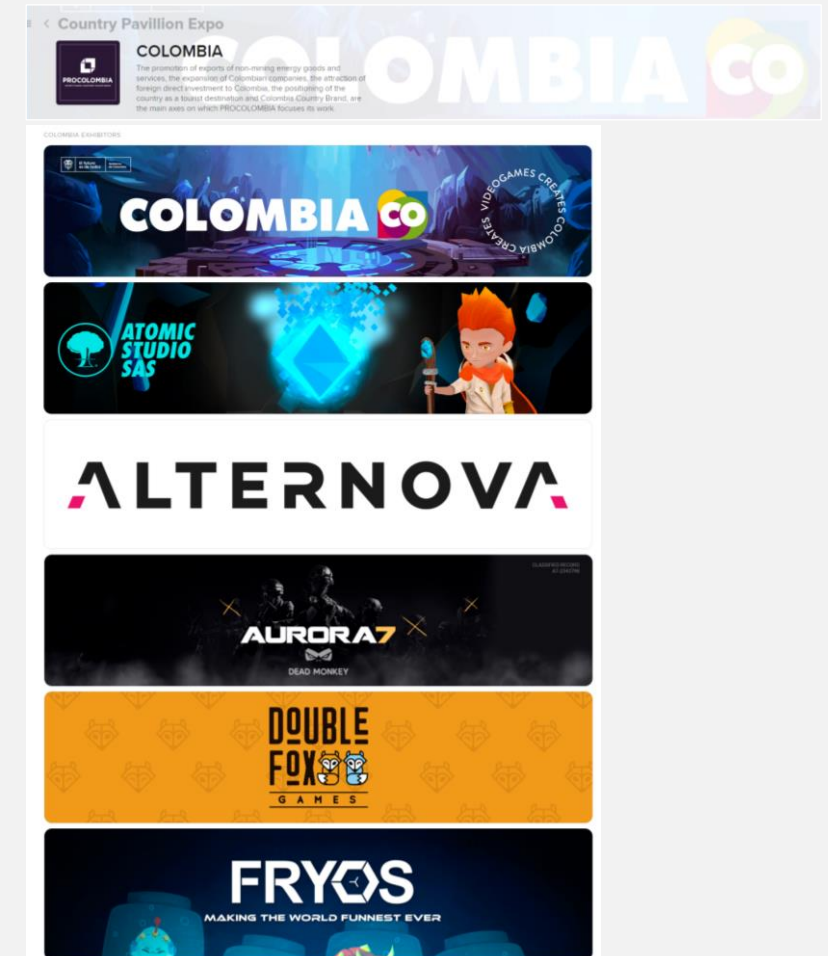 < Country Pavillion Expo
COLOMBIA
PROCOLOMBIA
The promotion of exports of non-mining energy goods and
services, the expansion of Colombian companies, the attraction of
foreign direct investment to Colombia, the positioning of the
country as a tourist destination and Colombia Country Brand, are
the main axes on which PROCOLOMBIA focuses its work.
COLOMBIA CO
COLOMBIA EXHIBITORS
COLOMBIA CO
VIDEOGAMES CREATES COLOMBIA CREATES
ATOMIC
STUDIO
SAS
ALTERNOVA
AURORA7
DEAD MONKEY
DOUBLE
FOX
GAMES
FRYOS
MAKING THE WORLD FUNNEST EVER